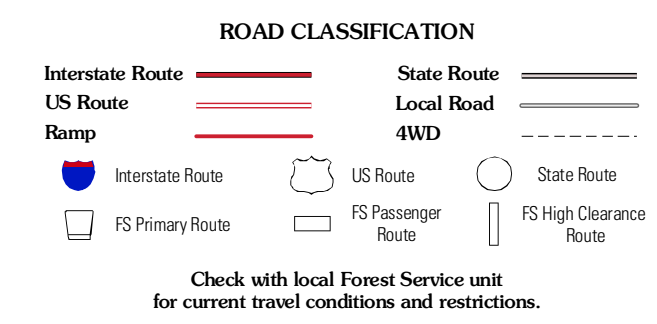 ROAD CLASSIFICATION
Interstate Route
State Route
US Route
Local Road
Ramp
4WD
Interstate Route
US Route
State Route
FS Primary Route
FS Passenger
Route
FS High Clearance
Route
Check with local Forest Service unit
for current travel conditions and restrictions.